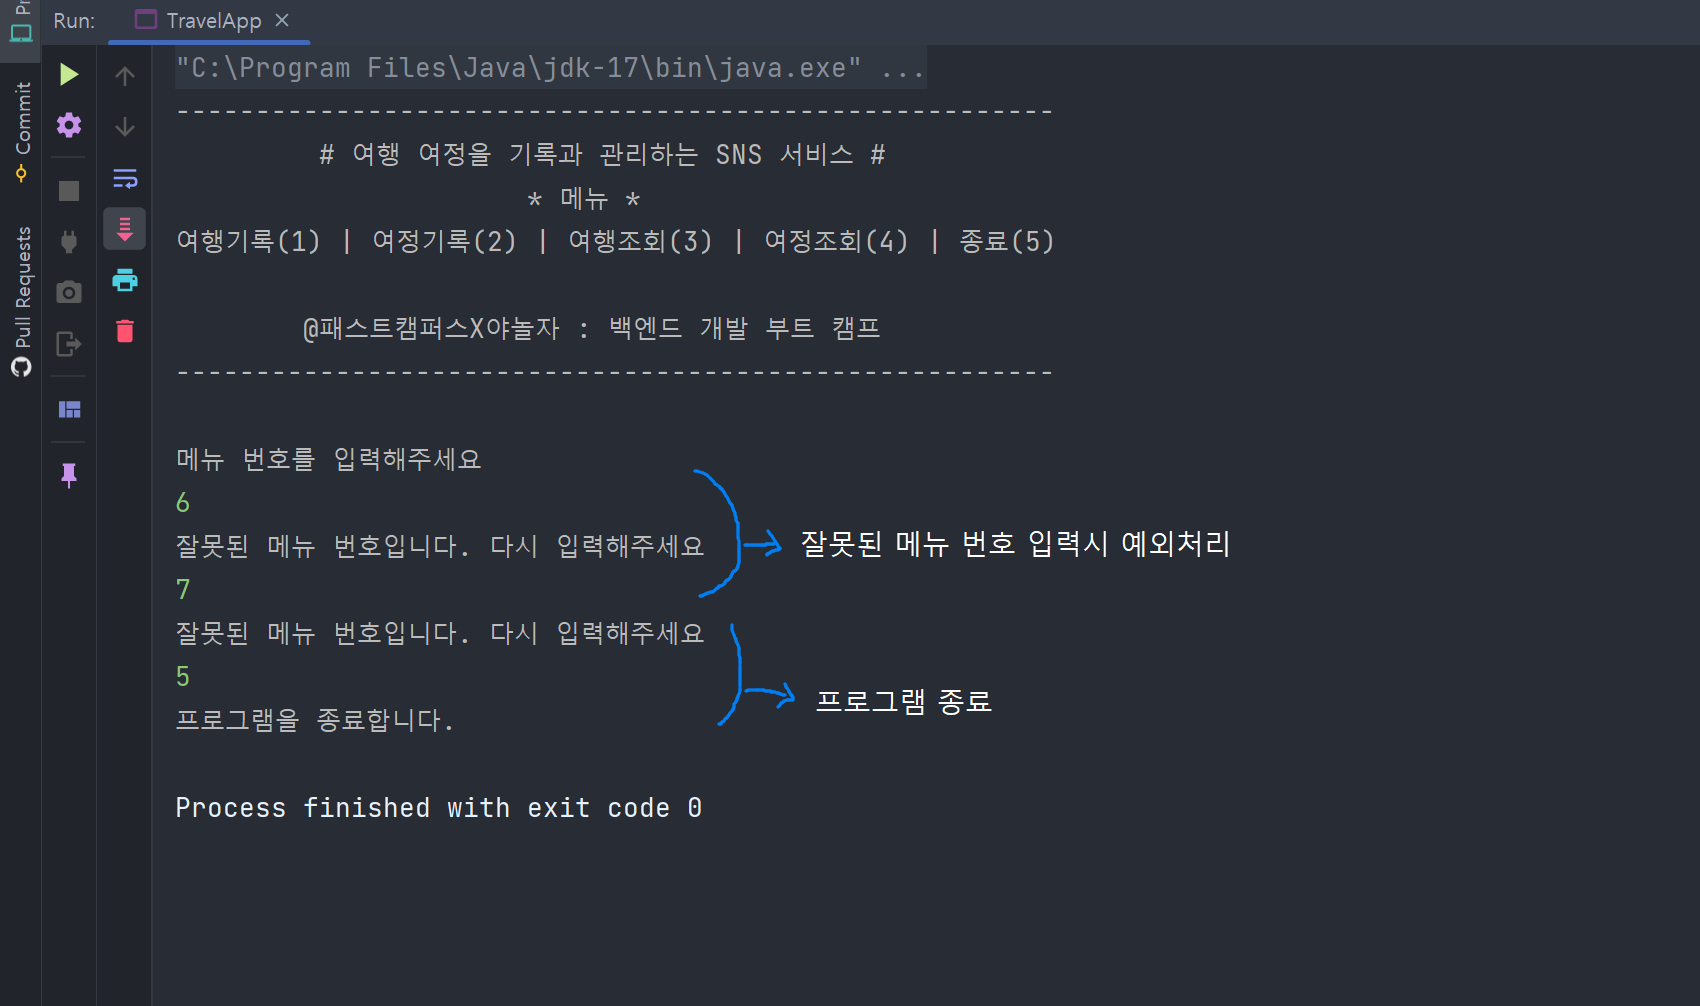 Run: TravelApp
Commit
Pull Requests
"C:\Program Files\Java\jdk-17\bin\java.exe" ...
-------------------------------------------------------
# 여행 여정을 기록과 관리하는 SNS 서비스 #
* 메뉴 *
여행기록(1) | 여정기록(2) | 여행조회(3) | 여정조회(4) | 종료(5)
@패스트캠퍼스X야놀자 : 백엔드 개발 부트 캠프
-------------------------------------------------------
메뉴 번호를 입력해주세요
6
잘못된 메뉴 번호입니다. 다시 입력해주세요
잘못된 메뉴 번호 입력시 예외처리
7
잘못된 메뉴 번호입니다. 다시 입력해주세요
5
프로그램 종료
프로그램을 종료합니다.
Process finished with exit code 0